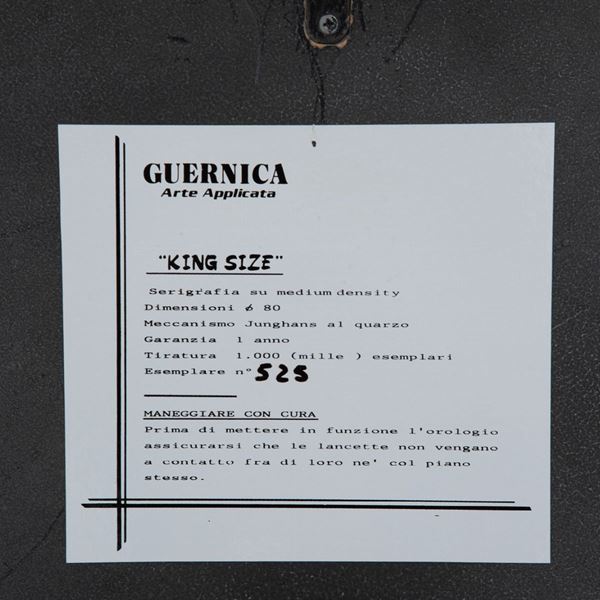 GUERNICA
Arte Applicata
"KING SIZE"
Serigrafia su medium density
Dimensioni ø 80
Meccanismo Junghans al quarzo
Garanzia 1 anno
Tiratura 1.000 (mille ) esemplari
Esemplare n° 525
MANEGGIARE CON CURA
Prima di mettere in funzione l'orologio
assicurarsi che le lancette non vengano
a contatto fra di loro ne' col piano
stesso.